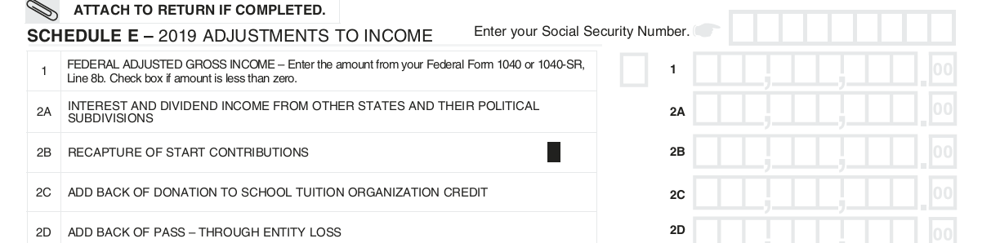 ATTACH TO RETURN IF COMPLETED.
SCHEDULE E – 2019 ADJUSTMENTS TO INCOME
Enter your Social Security Number.
1 FEDERAL ADJUSTED GROSS INCOME – Enter the amount from your Federal Form 1040 or 1040-SR,
Line 8b. Check box if amount is less than zero.
1 , , .00
2A INTEREST AND DIVIDEND INCOME FROM OTHER STATES AND THEIR POLITICAL
SUBDIVISIONS
2A , , .00
2B RECAPTURE OF START CONTRIBUTIONS
2B , , .00
2C ADD BACK OF DONATION TO SCHOOL TUITION ORGANIZATION CREDIT
2C , , .00
2D ADD BACK OF PASS – THROUGH ENTITY LOSS
2D , , .00